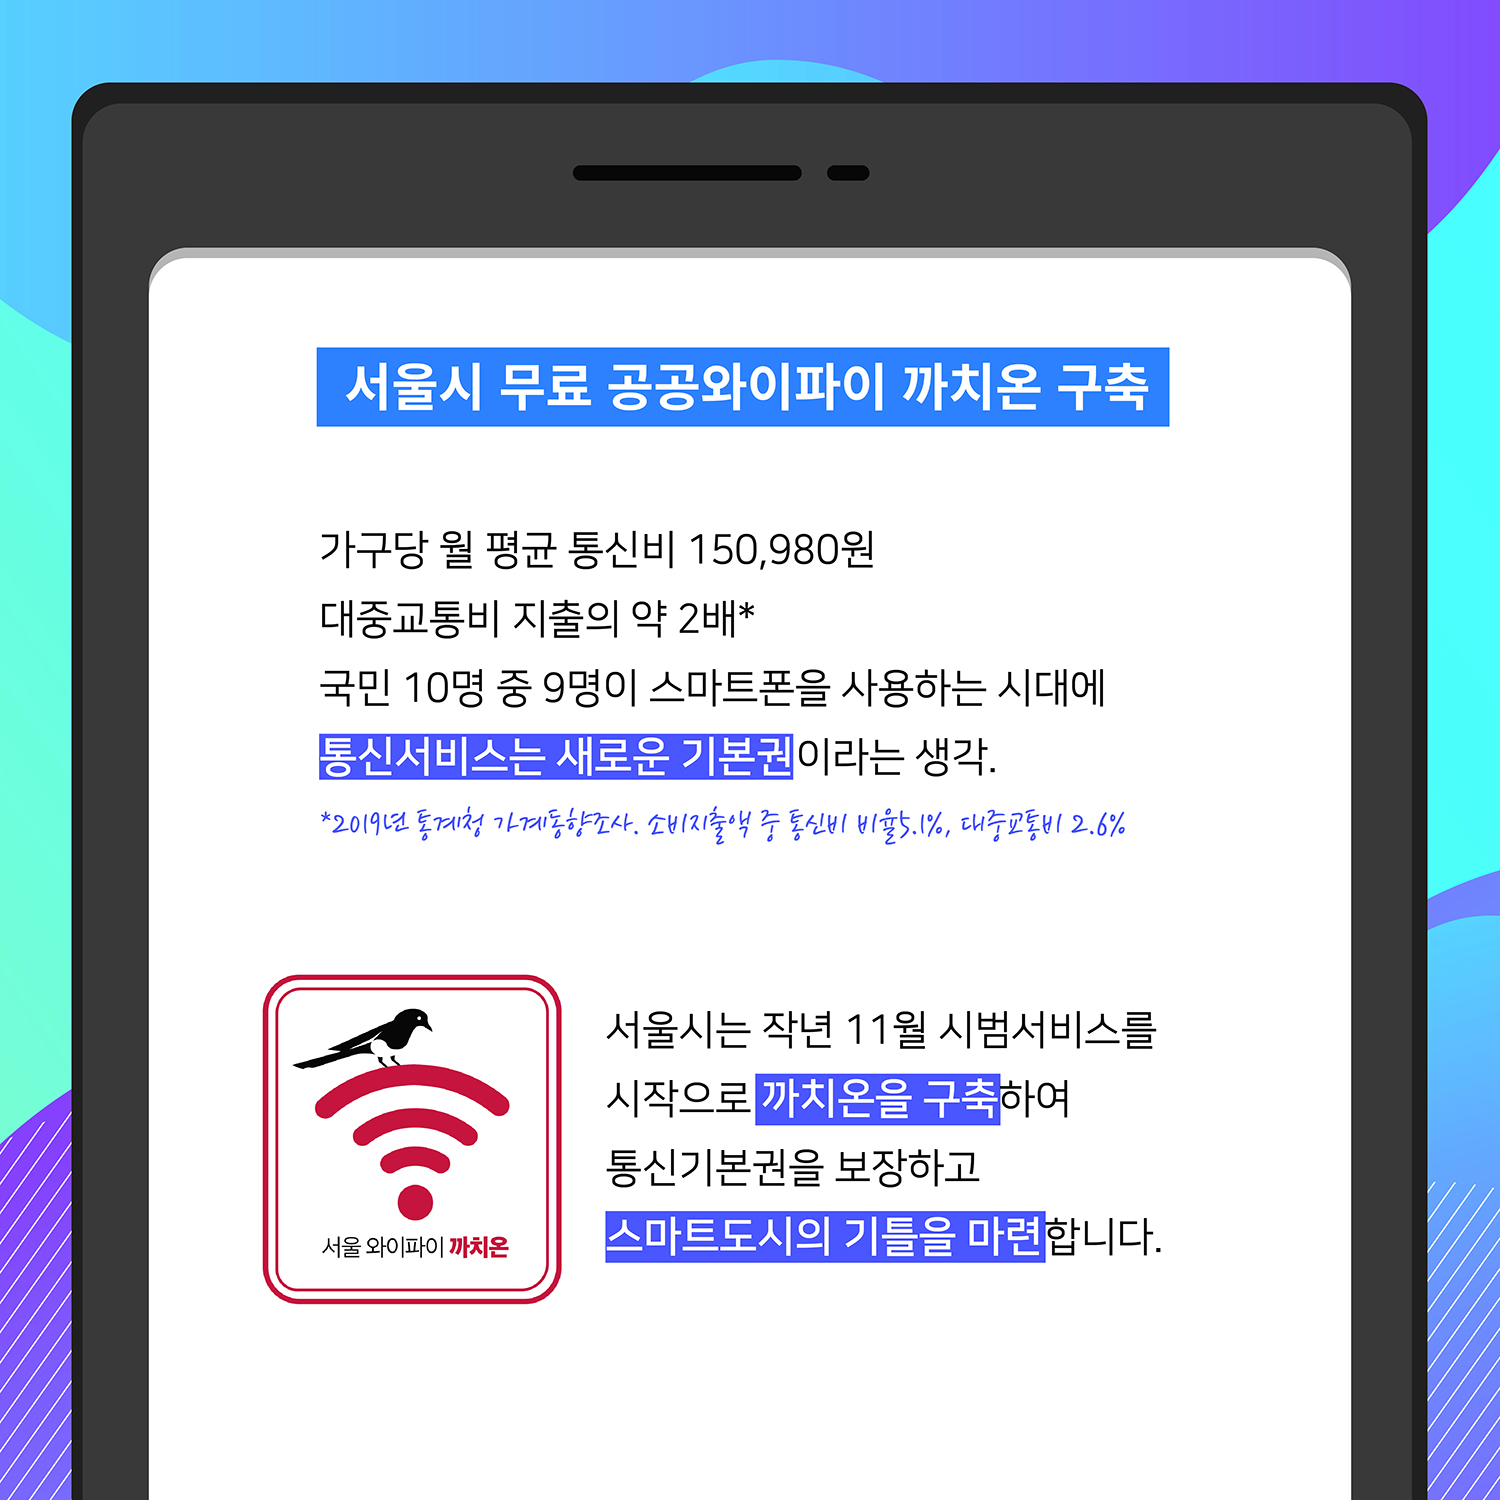 서울시 무료 공공와이파이 까치온 구축
가구당 월 평균 통신비 150,980원
대중교통비 지출의 약 2배*
국민 10명 중 9명이 스마트폰을 사용하는 시대에
통신서비스는 새로운 기본권이라는 생각.
*2019년 통계청 가계동향조사. 소비지출액 중 통신비 비율5.1%, 대중교통비 2.6%
서울시는 작년 11월 시범서비스를
시작으로 까치온을 구축하여
통신기본권을 보장하고
스마트도시의 기틀을 마련합니다.
서울 와이파이 까치온